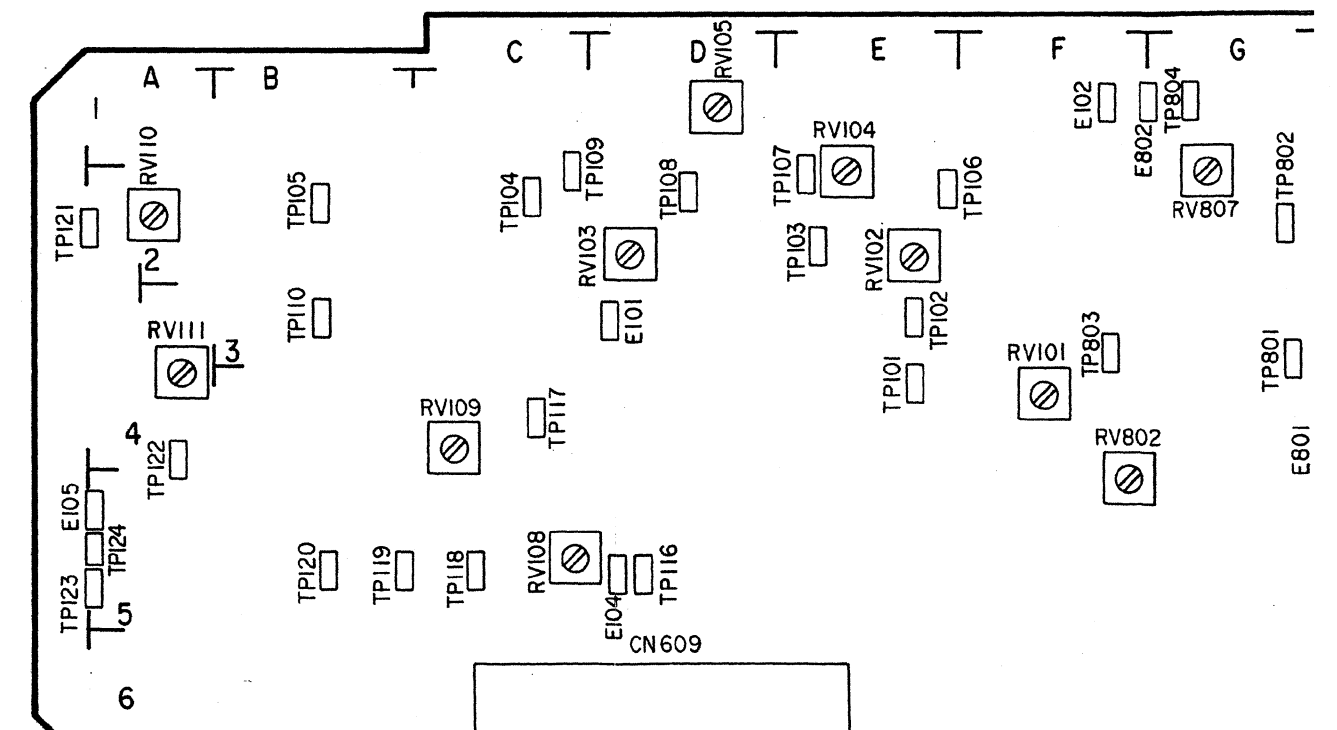 A
B
C
D
E
F
G
1
RV105
E102
E802
TP804
RV110
TP109
RV104
TP107
TP802
TP105
TP104
TP108
TP106
RV807
TP121
2
RV103
TP103
RV102
TP110
E101
TP102
TP803
RV111
3
RV101
TP801
TP101
RV109
TP117
4
TP122
RV802
E801
E105
TP124
TP123
TP120
TP119
TP118
RV108
E104
TP116
5
CN609
6